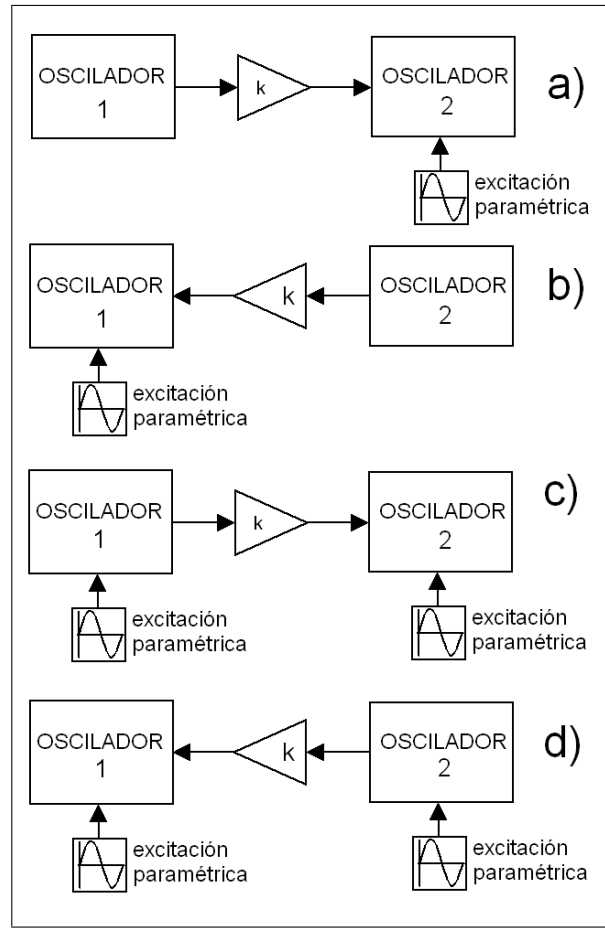 OSCILADOR
1
k
OSCILADOR
2
a)
excitación
paramétrica
OSCILADOR
1
k
OSCILADOR
2
b)
excitación
paramétrica
OSCILADOR
1
k
OSCILADOR
2
c)
excitación
paramétrica
excitación
paramétrica
OSCILADOR
1
k
OSCILADOR
2
d)
excitación
paramétrica
excitación
paramétrica